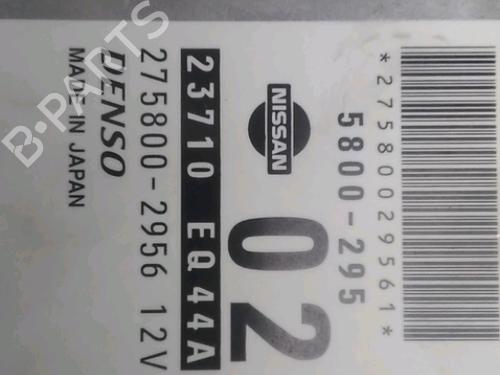 *2758002956 1*
5800-295
NISSAN
02
23710 EQ44A
275800-2956 12V
DENSO
MADE IN JAPAN
B-PARTS